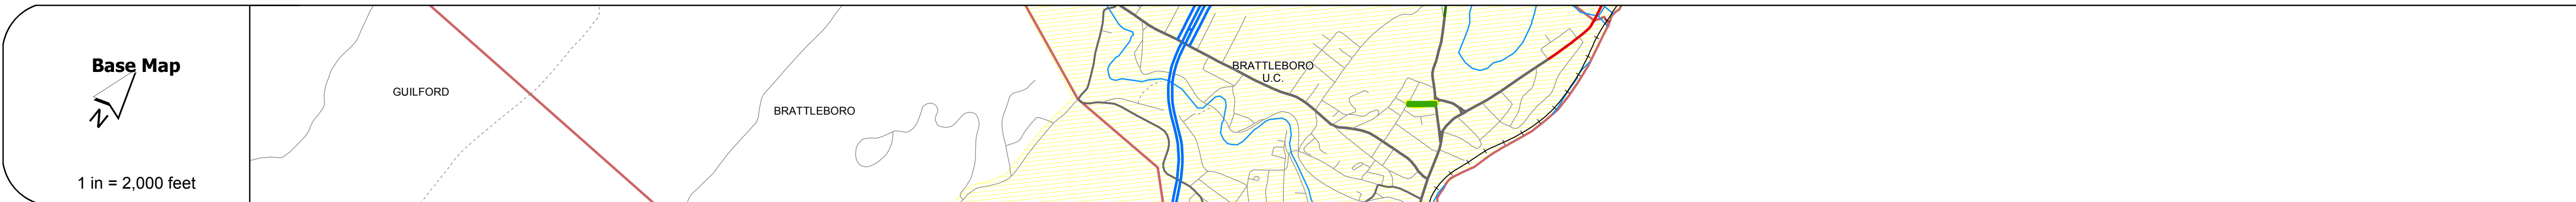 Base Map
N
1 in = 2,000 feet
GUILFORD
BRATTLEBORO
BRATTLEBORO
U.C.